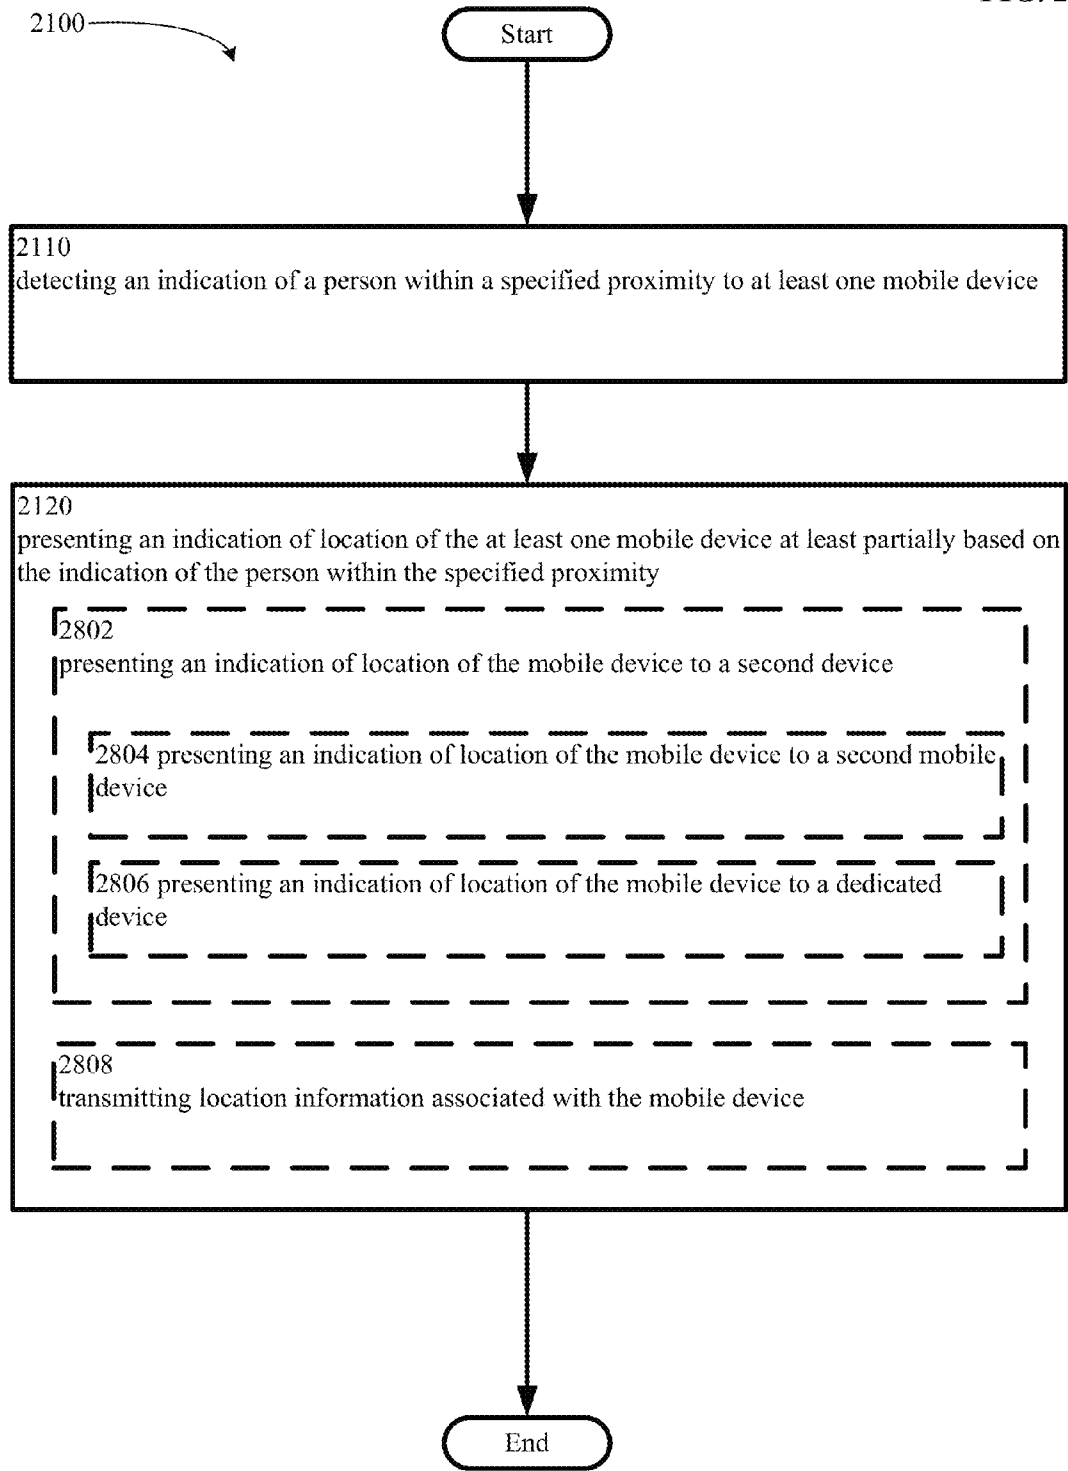 2100
Start
2110
detecting an indication of a person within a specified proximity to at least one mobile device
2120
presenting an indication of location of the at least one mobile device at least partially based on
the indication of the person within the specified proximity
2802
presenting an indication of location of the mobile device to a second device
2804 presenting an indication of location of the mobile device to a second mobile
device
2806 presenting an indication of location of the mobile device to a dedicated
device
2808
transmitting location information associated with the mobile device
End